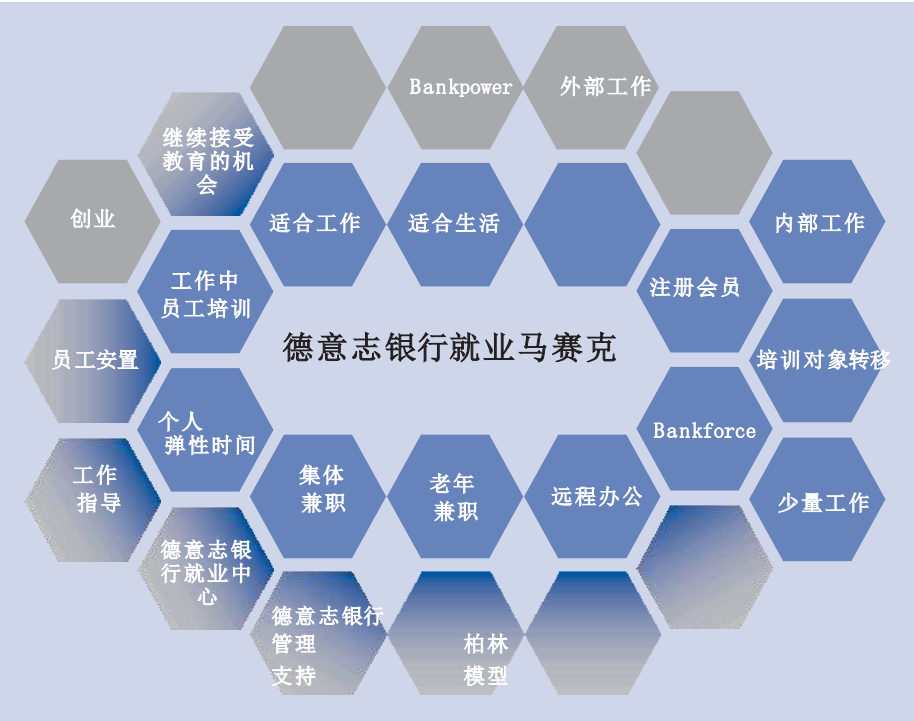 Bankpower
外部工作
继续接受
教育的机
会
创业
适合工作
适合生活
内部工作
工作中
员工培训
注册会员
德意志银行就业马赛克
员工安置
培训对象转移
个人
弹性时间
Bankforce
工作
指导
集体
兼职
老年
兼职
远程办公
少量工作
德意志银
行就业中
心
德意志银行
管理
支持
柏林
模型